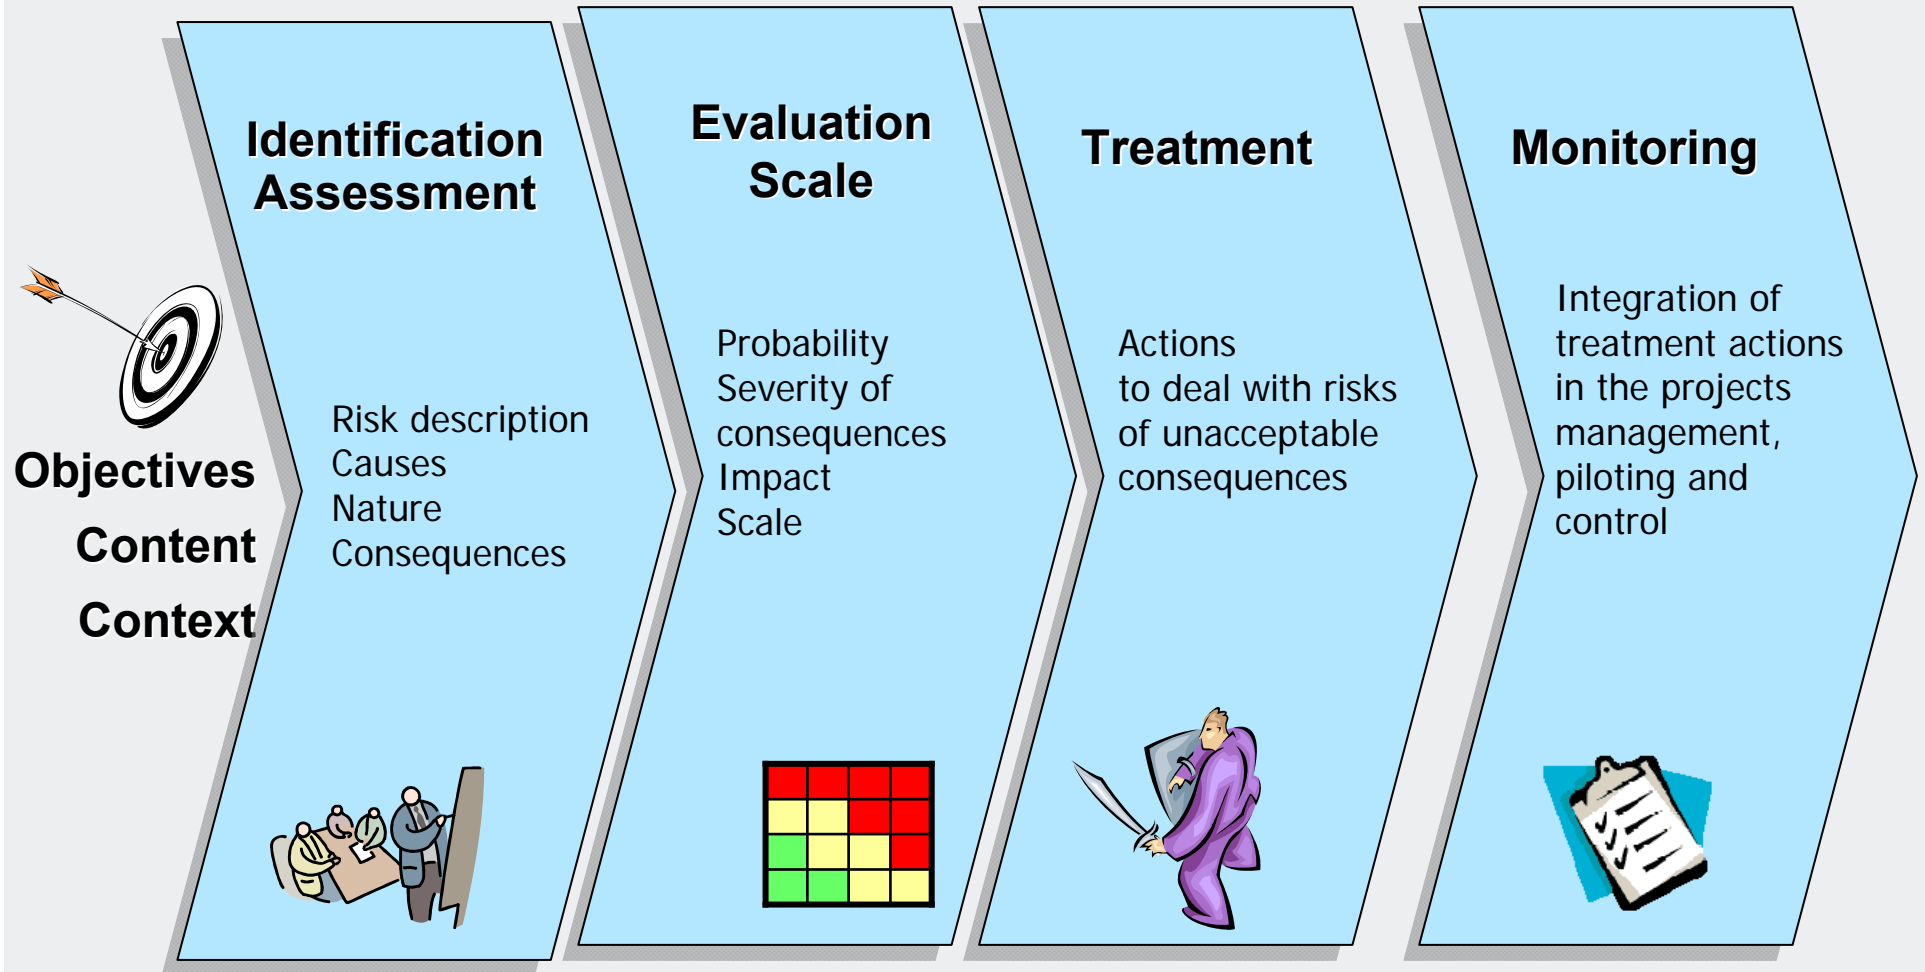 Objectives
Content
Context
Identification
Assessment
Risk description
Causes
Nature
Consequences
Evaluation
Scale
Probability
Severity of
consequences
Impact
Scale
Treatment
Actions
to deal with risks
of unacceptable
consequences
Monitoring
Integration of
treatment actions
in the projects
management,
piloting and
control